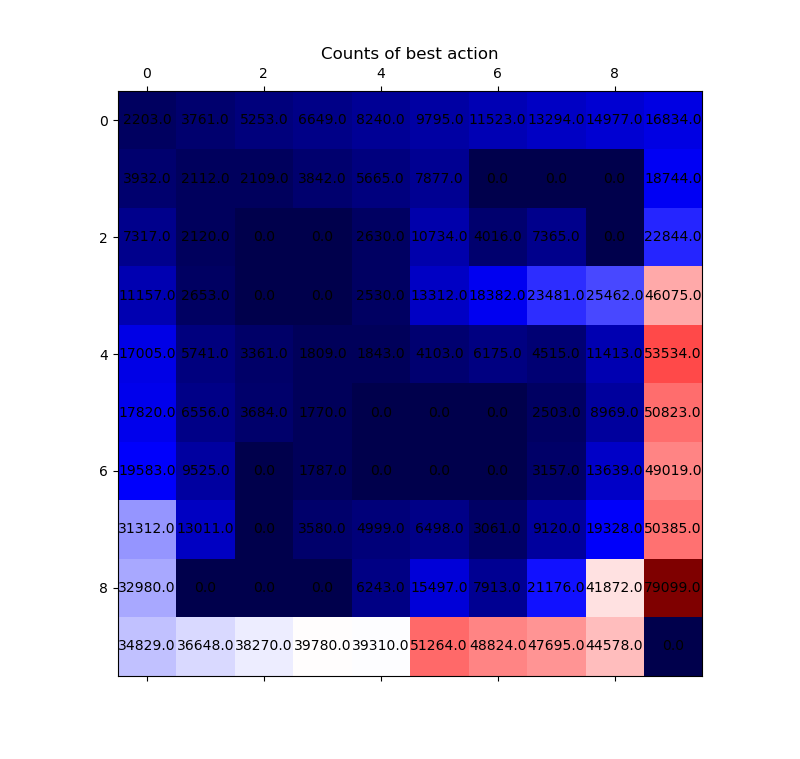 Counts of best action
0 2 4 6 8
0 2203.0 3781.0 5253.0 6649.0 8240.0 9795.0 11523.0 13294.0 14977.0 16834.0
3932.0 2112.0 2109.0 3842.0 5665.0 7877.0 0.0 0.0 0.0 18744.0
2 7317.0 2120.0 0.0 0.0 2630.0 10734.0 4016.0 7365.0 0.0 22844.0
11157.0 2653.0 0.0 0.0 2530.0 13312.0 18382.0 23481.0 25462.0 46075.0
4 17005.0 5741.0 3361.0 1809.0 1843.0 4103.0 6175.0 4515.0 11413.0 53534.0
17820.0 6556.0 3684.0 1770.0 0.0 0.0 0.0 2503.0 8969.0 50823.0
6 19583.0 9525.0 0.0 1767.0 0.0 0.0 0.0 3157.0 13639.0 49019.0
31312.0 13011.0 0.0 3580.0 4999.0 6498.0 3061.0 9120.0 19328.0 50385.0
8 32980.0 0.0 0.0 0.0 6243.0 15497.0 7913.0 21176.0 41872.0 79099.0
34829.0 36648.0 38270.0 39780.0 39310.0 51264.0 48824.0 47695.0 44578.0 0.0